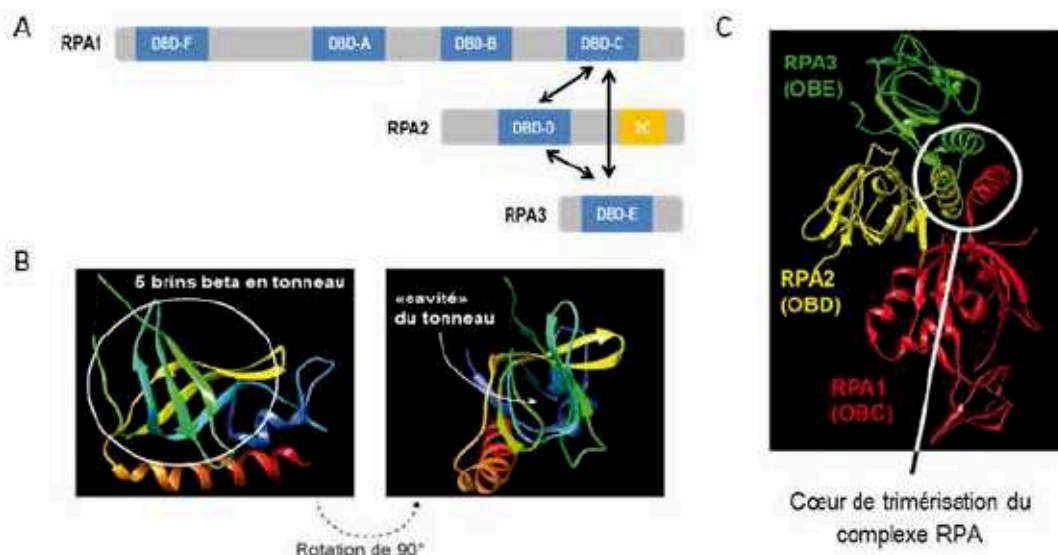 A
RPA1
DBD-F
DBD-A
DBD-B
DBD-C
RPA2
DBD-D
2C
RPA3
DBD-E
B
5 brins beta en tonneau
«cavité»
du tonneau
Rotation de 90°
C
RPA3
(OBE)
RPA2
(OBD)
RPA1
(OBC)
Cœur de trimérisation du
complexe RPA